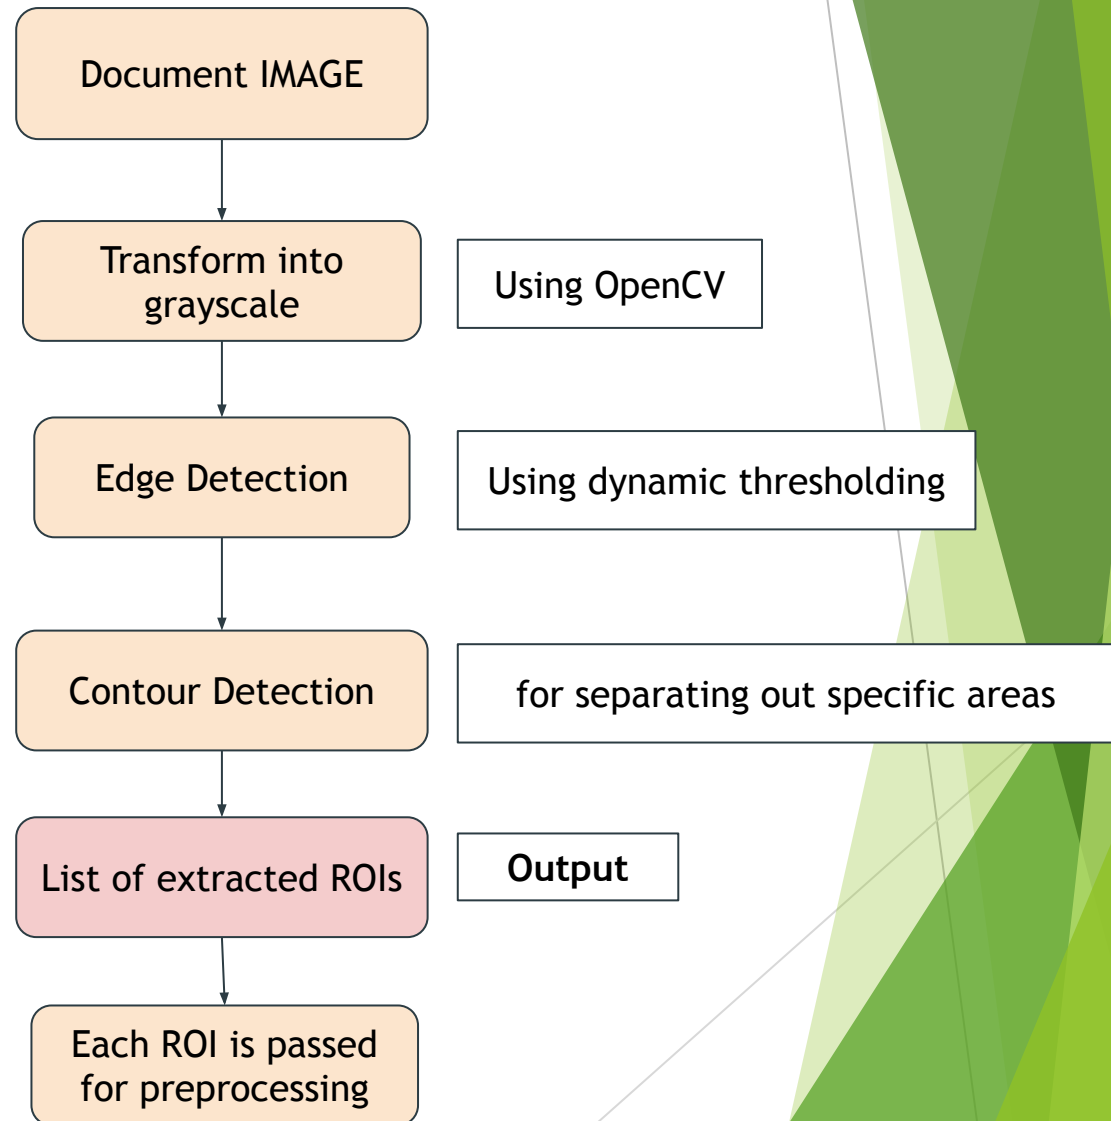 Document IMAGE
Transform into
grayscale
Using OpenCV
Edge Detection
Using dynamic thresholding
Contour Detection
for separating out specific areas
List of extracted ROIs
Output
Each ROI is passed
for preprocessing